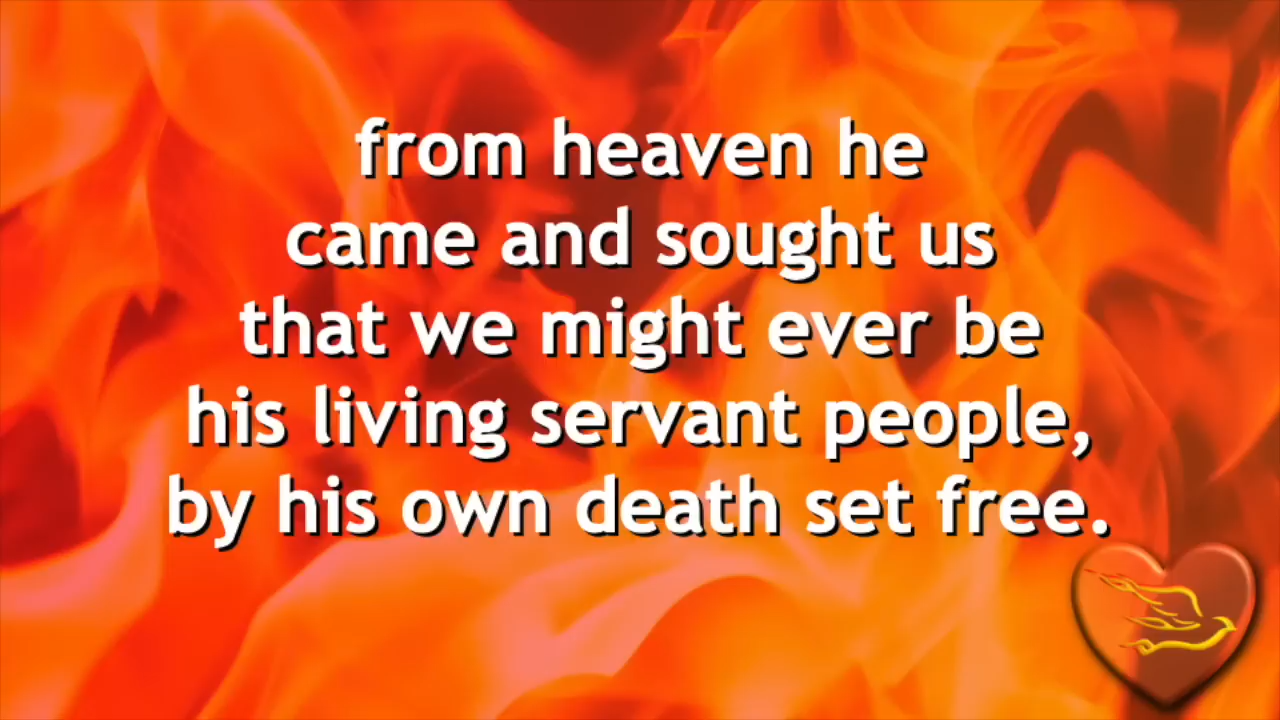 from heaven he
came and sought us
that we might ever be
his living servant people,
by his own death set free.